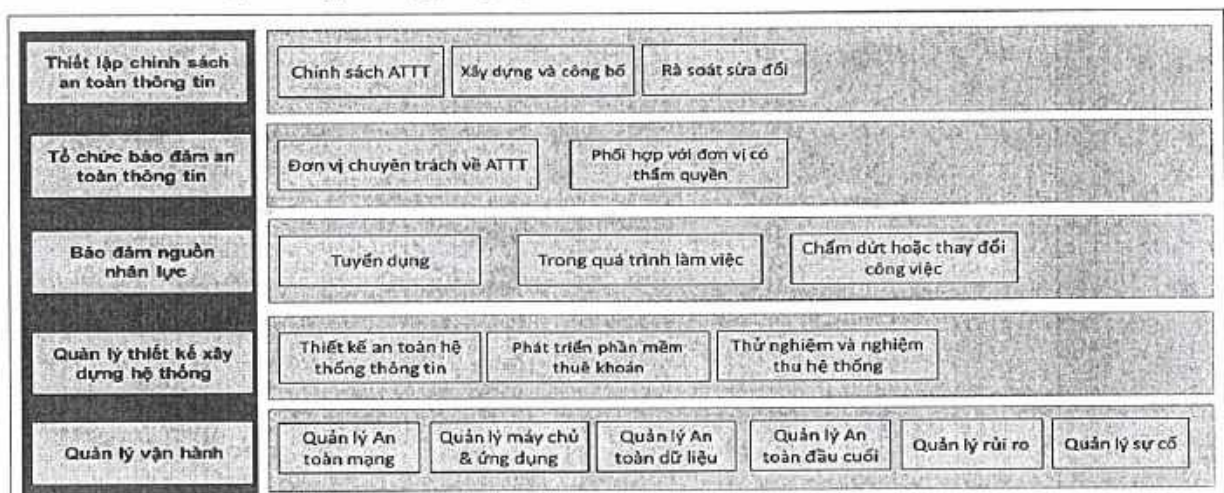 Thiết lập chính sách
an toàn thông tin
Chính sách ATTT
Xây dựng và công bố
Rà soát sửa đổi
Tổ chức bảo đảm an
toàn thông tin
Đơn vị chuyên trách về ATTT
Phối hợp với đơn vị có
thẩm quyền
Bảo đảm nguồn
nhân lực
Tuyển dụng
Trong quá trình làm việc
Chấm dứt hoặc thay đổi
công việc
Quản lý thiết kế xây
dựng hệ thống
Thiết kế an toàn hệ
thống thông tin
Phát triển phần mềm
thuê khoán
Thử nghiệm và nghiệm
thu hệ thống
Quản lý vận hành
Quản lý An
toàn mạng
Quản lý máy chủ
& ứng dụng
Quản lý An
toàn dữ liệu
Quản lý An
toàn đầu cuối
Quản lý rủi ro
Quản lý sự cố